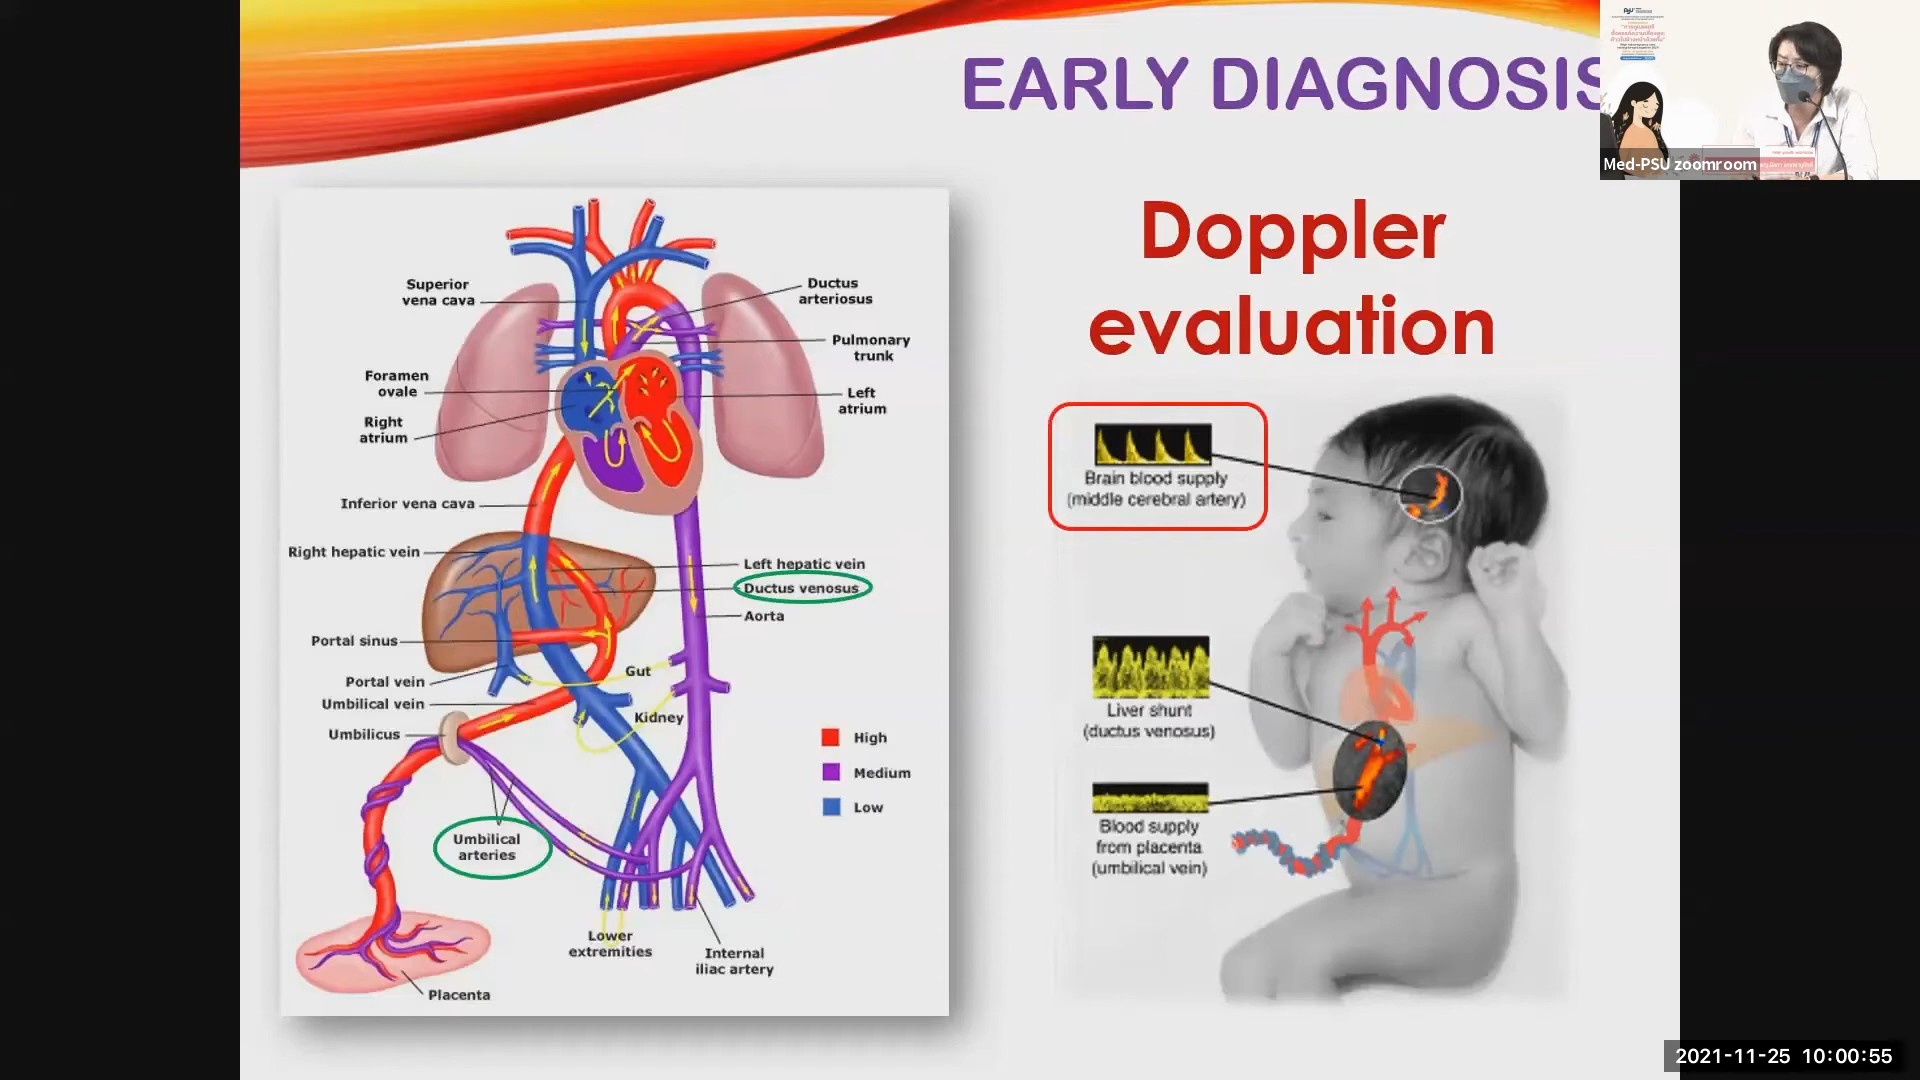 EARLY DIAGNOSIS
Doppler
evaluation
Superior
vena cava
Foramen
ovale
Right
atrium
Inferior vena cava
Right hepatic vein
Portal sinus
Portal vein
Umbilical vein
Umbilicus
Umbilical
arteries
Placenta
Ductus
arteriosus
Pulmonary
trunk
Left
atrium
Left hepatic vein
Ductus venosus
Aorta
Gut
Kidney
High
Medium
Low
Lower
extremities
Internal
iliac artery
Brain blood supply
(middle cerebral artery)
Liver shunt
(ductus venosus)
Blood supply
from placenta
(umbilical vein)
Med-PSU zoomroom
2021-11-25 10:00:55